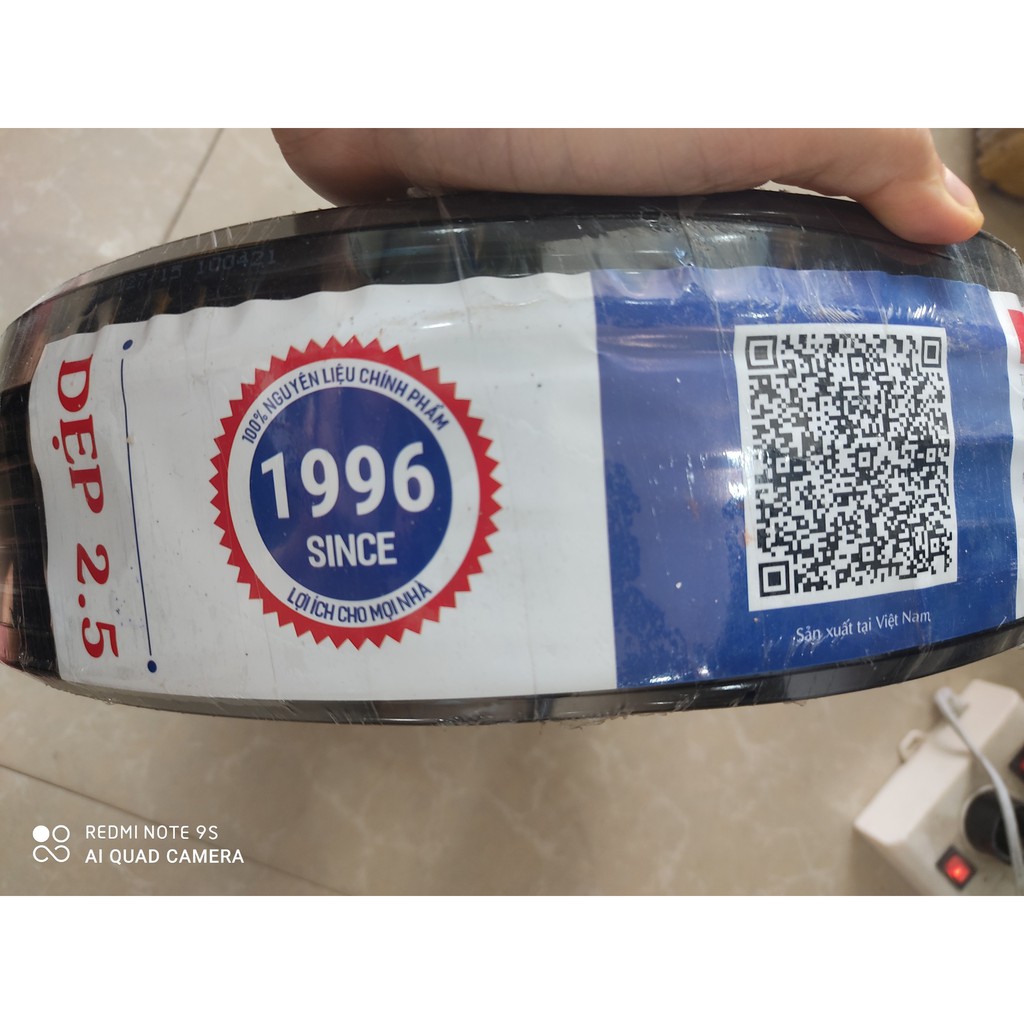 100421
DẸP 2.5
100% NGUYÊN LIỆU CHÍNH PHẨM
1996
SINCE
LỢI ÍCH CHO MỌI NHÀ
Sản xuất tại Việt Nam
REDMI NOTE 9S
AI QUAD CAMERA